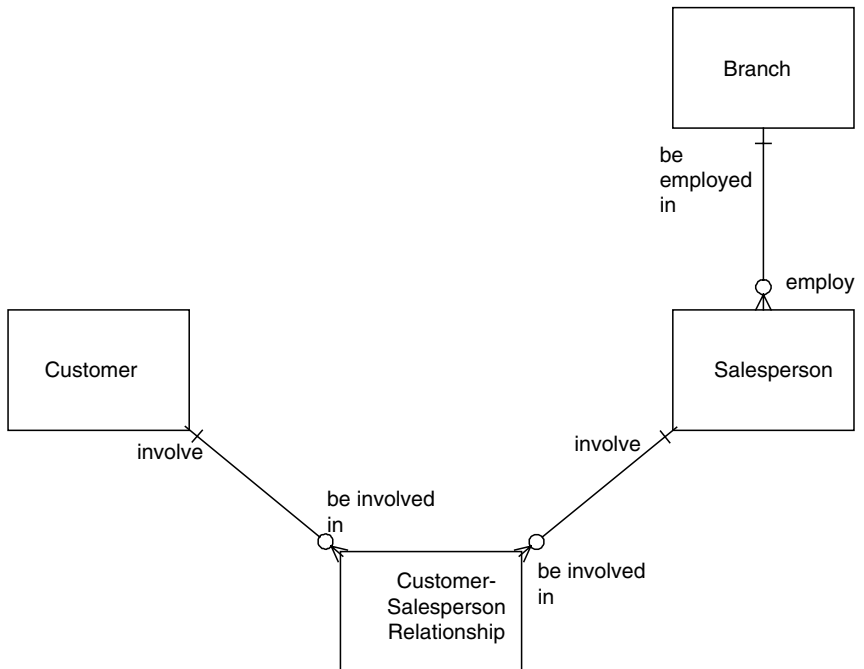 Branch
be
employed
in
employ
Customer
Salesperson
involve
involve
be involved
in
be involved
in
Customer-
Salesperson
Relationship